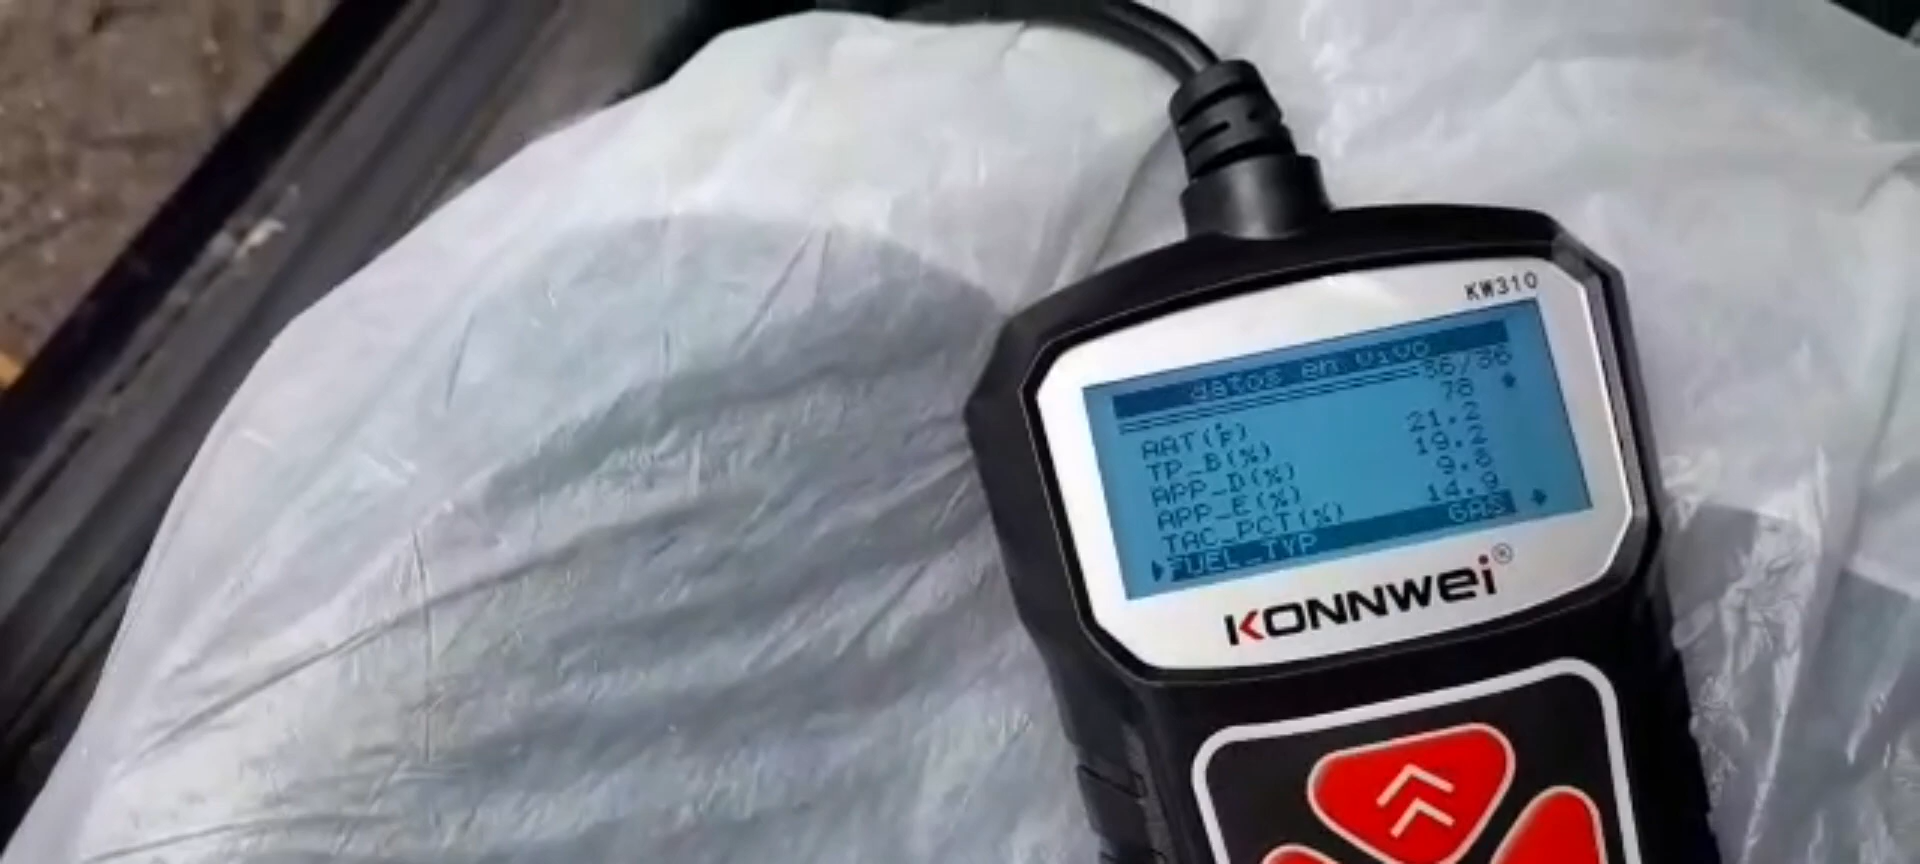 KW310
datos en vivo
36/36
AAT(°F) 78
TP_B(%) 21.2
APP_D(%) 19.2
APP_E(%) 9.8
TAC_PCT(%) 14.9
FUEL_TYP GAS
KONNWEI®